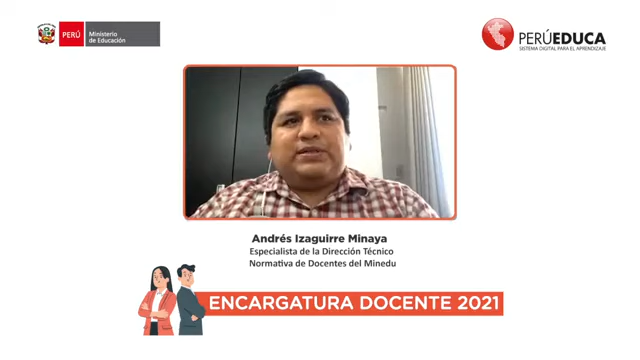 PERÚ
Ministerio
de Educación
PERÚEDUCA
SISTEMA DIGITAL PARA EL APRENDIZAJE
Andrés Izaguirre Minaya
Especialista de la Dirección Técnico
Normativa de Docentes del Minedu
ENCARGATURA DOCENTE 2021